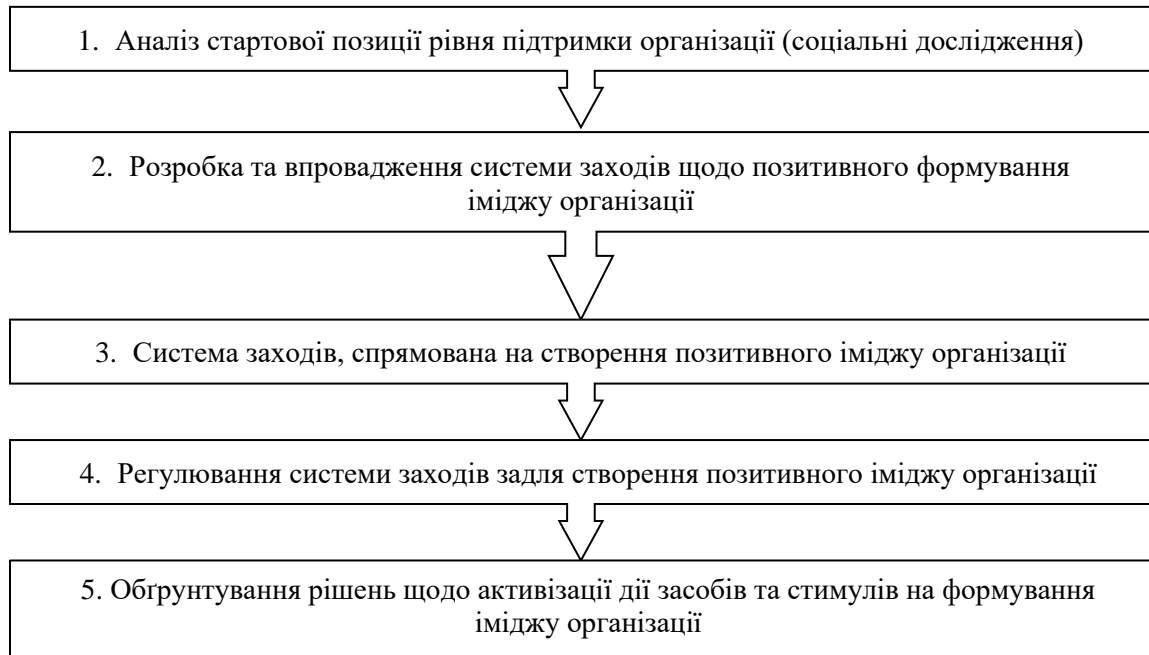 1. Аналіз стартової позиції рівня підтримки організації (соціальні дослідження)
2. Розробка та впровадження системи заходів щодо позитивного формування
іміджу організації
3. Система заходів, спрямована на створення позитивного іміджу організації
4. Регулювання системи заходів задля створення позитивного іміджу організації
5. Обґрунтування рішень щодо активізації дії засобів та стимулів на формування
іміджу організації